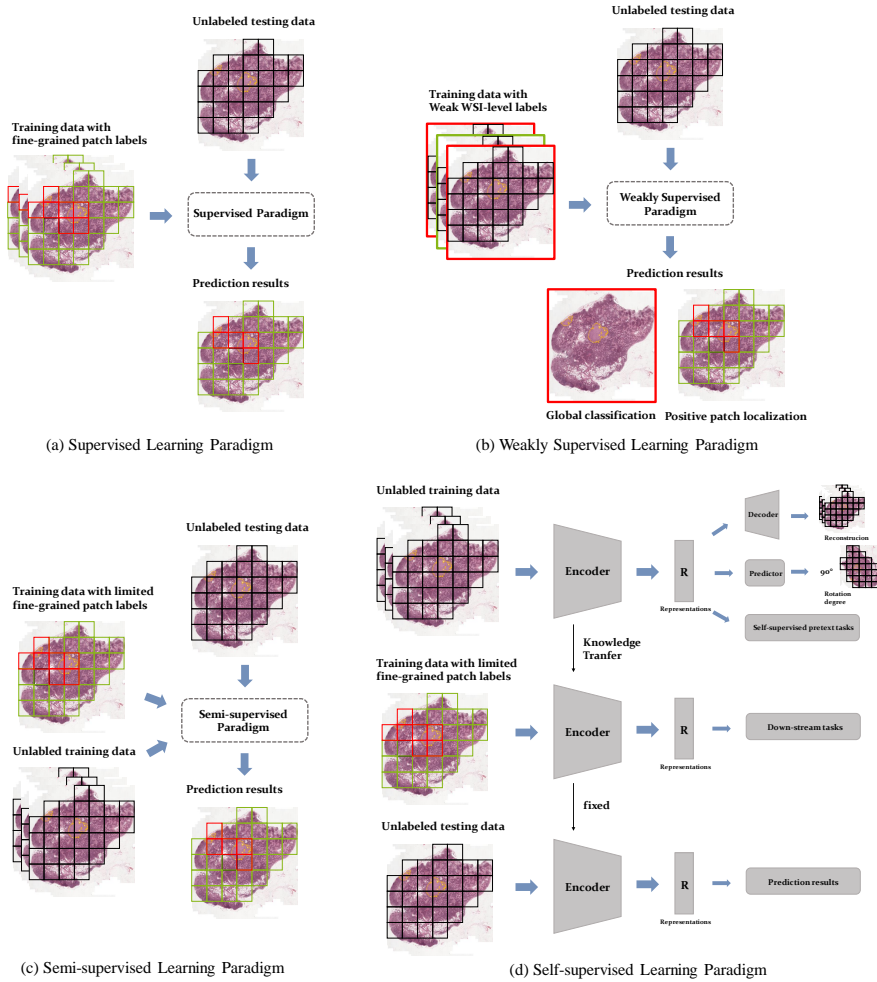 Unlabeled testing data
Training data with
fine-grained patch labels
Supervised Paradigm
Prediction results
(a) Supervised Learning Paradigm
Unlabeled testing data
Training data with
Weak WSI-level labels
Weakly Supervised
Paradigm
Prediction results
Global classification
Positive patch localization
(b) Weakly Supervised Learning Paradigm
Unlabeled testing data
Training data with limited
fine-grained patch labels
Semi-supervised
Paradigm
Unlabled training data
Prediction results
(c) Semi-supervised Learning Paradigm
Unlabled training data
Encoder
R
Representations
Decoder
Reconstrucion
Predictor
90°
Rotation
degree
Self-supervised pretext tasks
Knowledge
Tranfer
Training data with limited
fine-grained patch labels
Encoder
R
Representations
Down-stream tasks
fixed
Unlabeled testing data
Encoder
R
Representations
Prediction results
(d) Self-supervised Learning Paradigm